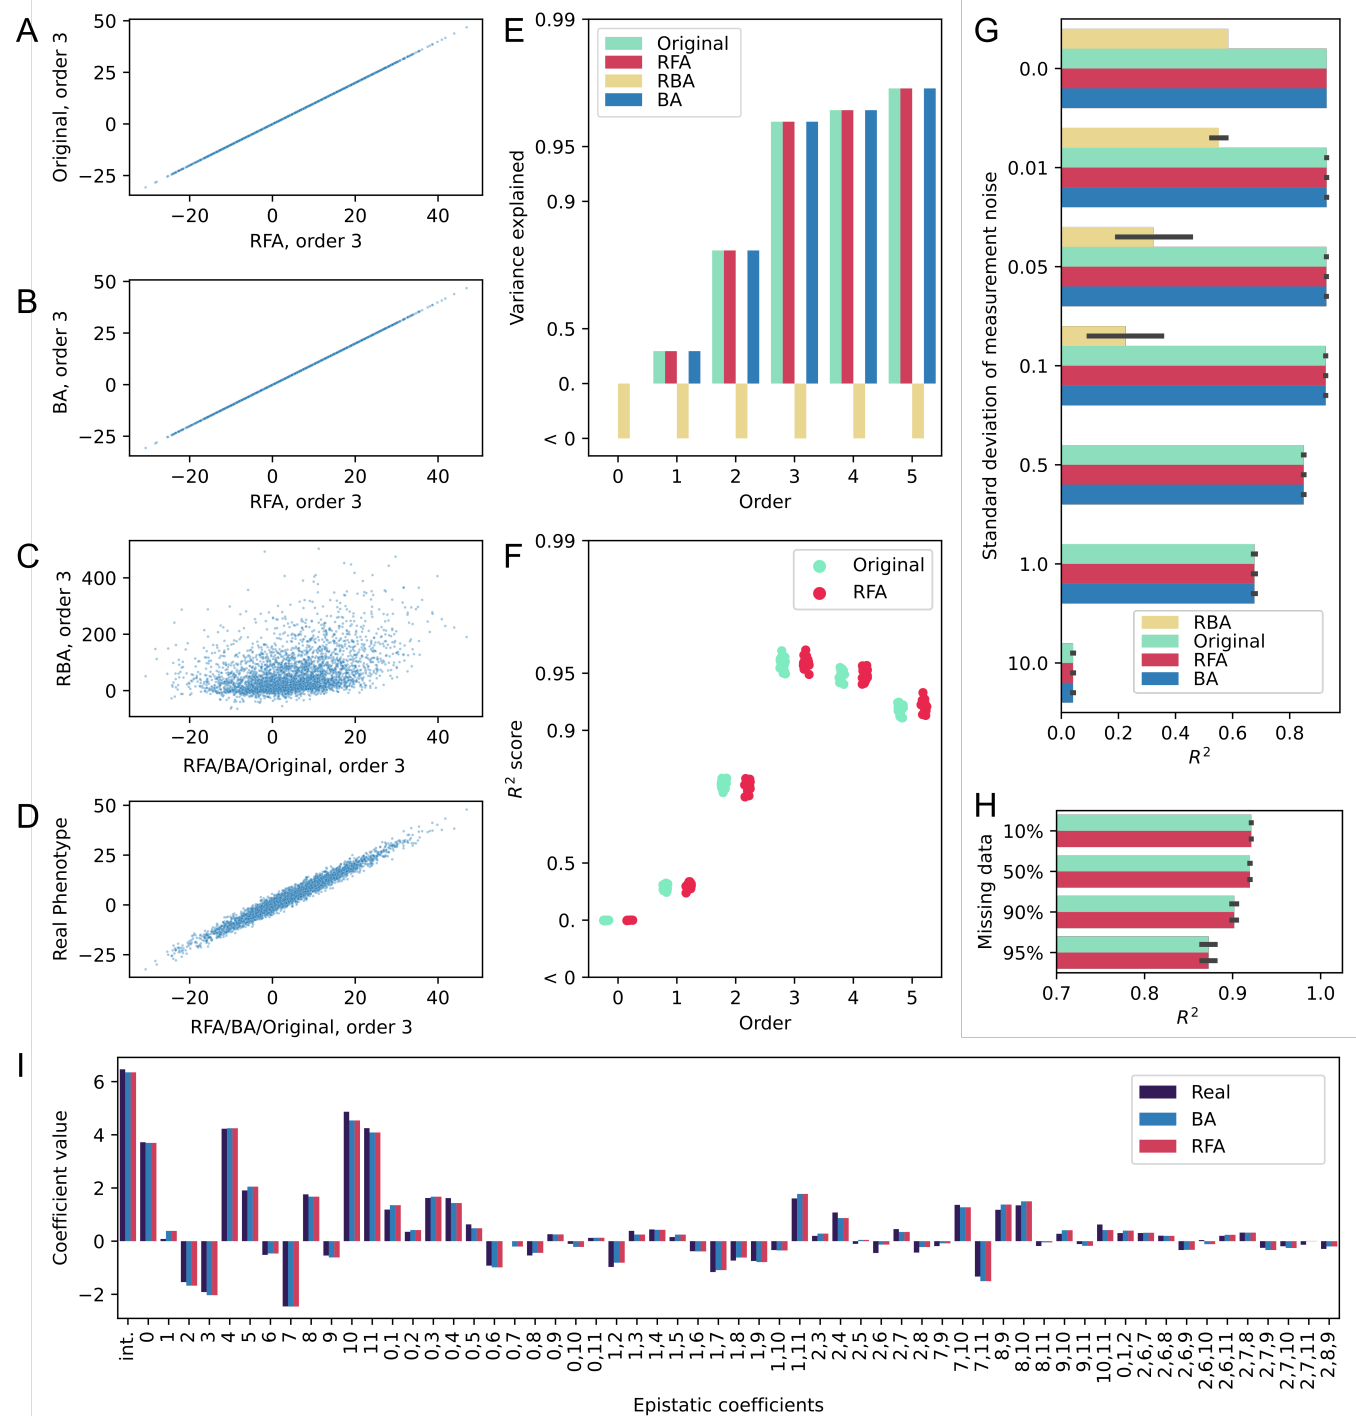 A
50
25
0
−25
Original, order 3
−20 0 20 40
RFA, order 3
B
50
25
0
−25
BA, order 3
−20 0 20 40
RFA, order 3
C
400
200
0
RBA, order 3
−20 0 20 40
RFA/BA/Original, order 3
D
50
25
0
−25
Real Phenotype
−20 0 20 40
RFA/BA/Original, order 3
E
0.99
0.95
0.9
0.5
0.
< 0
Variance explained
Original
RFA
RBA
BA
0 1 2 3 4 5
Order
F
0.99
0.95
0.9
0.5
0.
< 0
R² score
Original
RFA
0 1 2 3 4 5
Order
G
0.0
0.01
0.05
0.1
0.5
1.0
10.0
Standard deviation of measurement noise
RBA
Original
RFA
BA
0.0 0.2 0.4 0.6 0.8
R²
H
10%
50%
90%
95%
Missing data
0.7 0.8 0.9 1.0
R²
I
6
4
2
0
−2
Coefficient value
Real
BA
RFA
int. 0 1 2 3 4 5 6 7 8 9 10 11 0,1 0,2 0,3 0,4 0,5 0,6 0,7 0,8 0,9 0,10 0,11 1,2 1,3 1,4 1,5 1,6 1,7 1,8 1,9 1,10 1,11 2,3 2,4 2,5 2,6 2,7 2,8 7,9 7,10 7,11 8,9 8,10 8,11 9,10 9,11 10,11 0,1,2 2,6,7 2,6,8 2,6,9 2,6,10 2,6,11 2,7,8 2,7,9 2,7,10 2,7,11 2,8,9
Epistatic coefficients